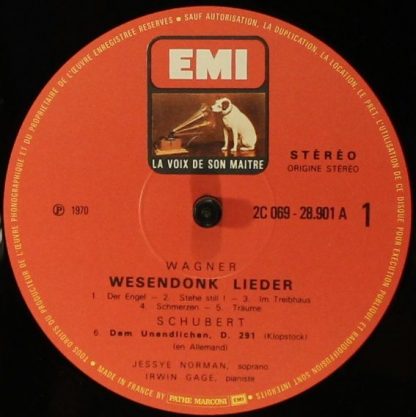 TOUS DROITS DU PRODUCTEUR DE L'ŒUVRE PHONOGRAPHIQUE ET DU PROPRIETAIRE DE L'ŒUVRE ENREGISTREE RESERVES - SAUF AUTORISATION, LA DUPLICATION, LA LOCATION, LE PRET, L'UTILISATION DE CE DISQUE POUR EXECUTION PUBLIQUE ET RADIODIFFUSION SONT INTERDITS
EMI
LA VOIX DE SON MAITRE
STÉRÉO
ORIGINE STÉRÉO
Ⓟ 1970
2C 069 - 28.901 A 1
WAGNER
WESENDONK LIEDER
1. Der Engel - 2. Stehe still ! - 3. Im Treibhaus
4. Schmerzen - 5. Träume
SCHUBERT
6. Dem Unendlichen, D. 291 (Klopstock)
(en Allemand)
JESSYE NORMAN, soprano
IRWIN GAGE, pianiste
• MADE IN FRANCE BY PATHE MARCONI EMI •